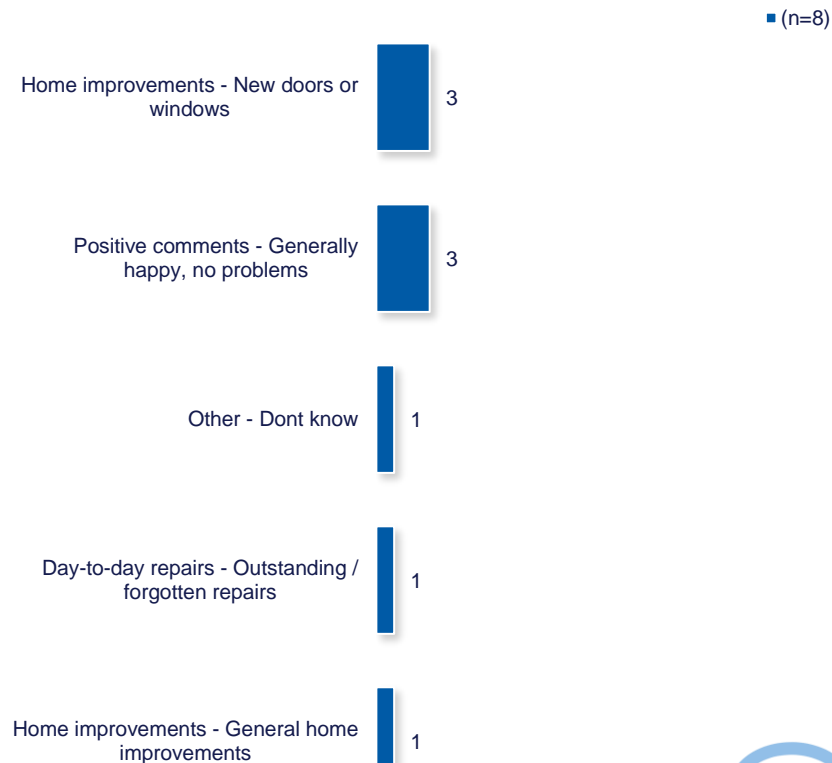 (n=8)
Home improvements - New doors or
windows
3
Positive comments - Generally
happy, no problems
3
Other - Dont know
1
Day-to-day repairs - Outstanding /
forgotten repairs
1
Home improvements - General home
improvements
1